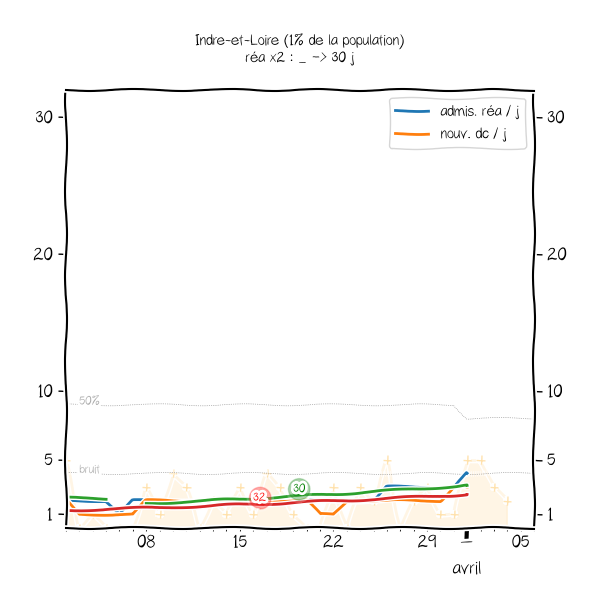 Indre-et-Loire (1% de la population)
réa x2 : _ -> 30 j
admis. réa / j
nouv. dc / j
30 30
20 20
10 10
50%
5 5
bruit
32 30
1 1
08 15 22 29 1 05
avril